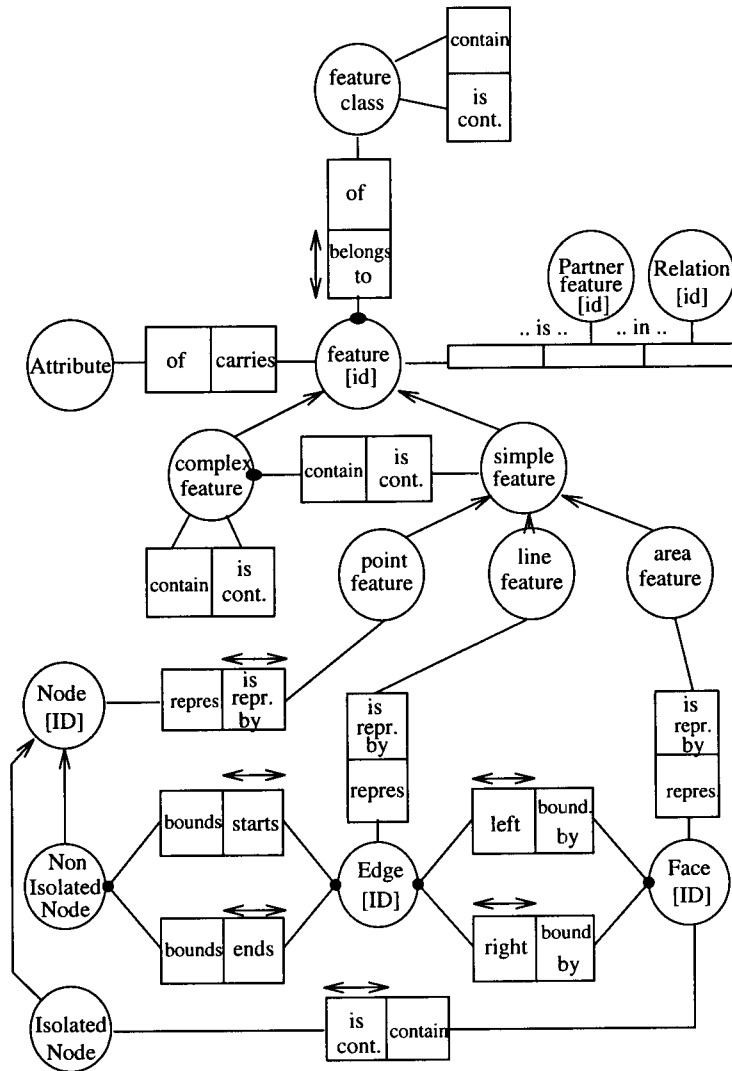 contain
feature
class
is
cont.
of
belongs
to
Partner
feature
[id]
Relation
[id]
.. is ..
.. in ..
Attribute
of
carries
feature
[id]
complex
feature
contain
is
cont.
simple
feature
contain
is
cont.
point
feature
line
feature
area
feature
Node
[ID]
repres
is
repr.
by
is
repr.
by
repres
is
repr.
by
repres.
bounds
starts
left
bound.
by
Non
Isolated
Node
Edge
[ID]
Face
[ID]
bounds
ends
right
bound
by
Isolated
Node
is
cont.
contain